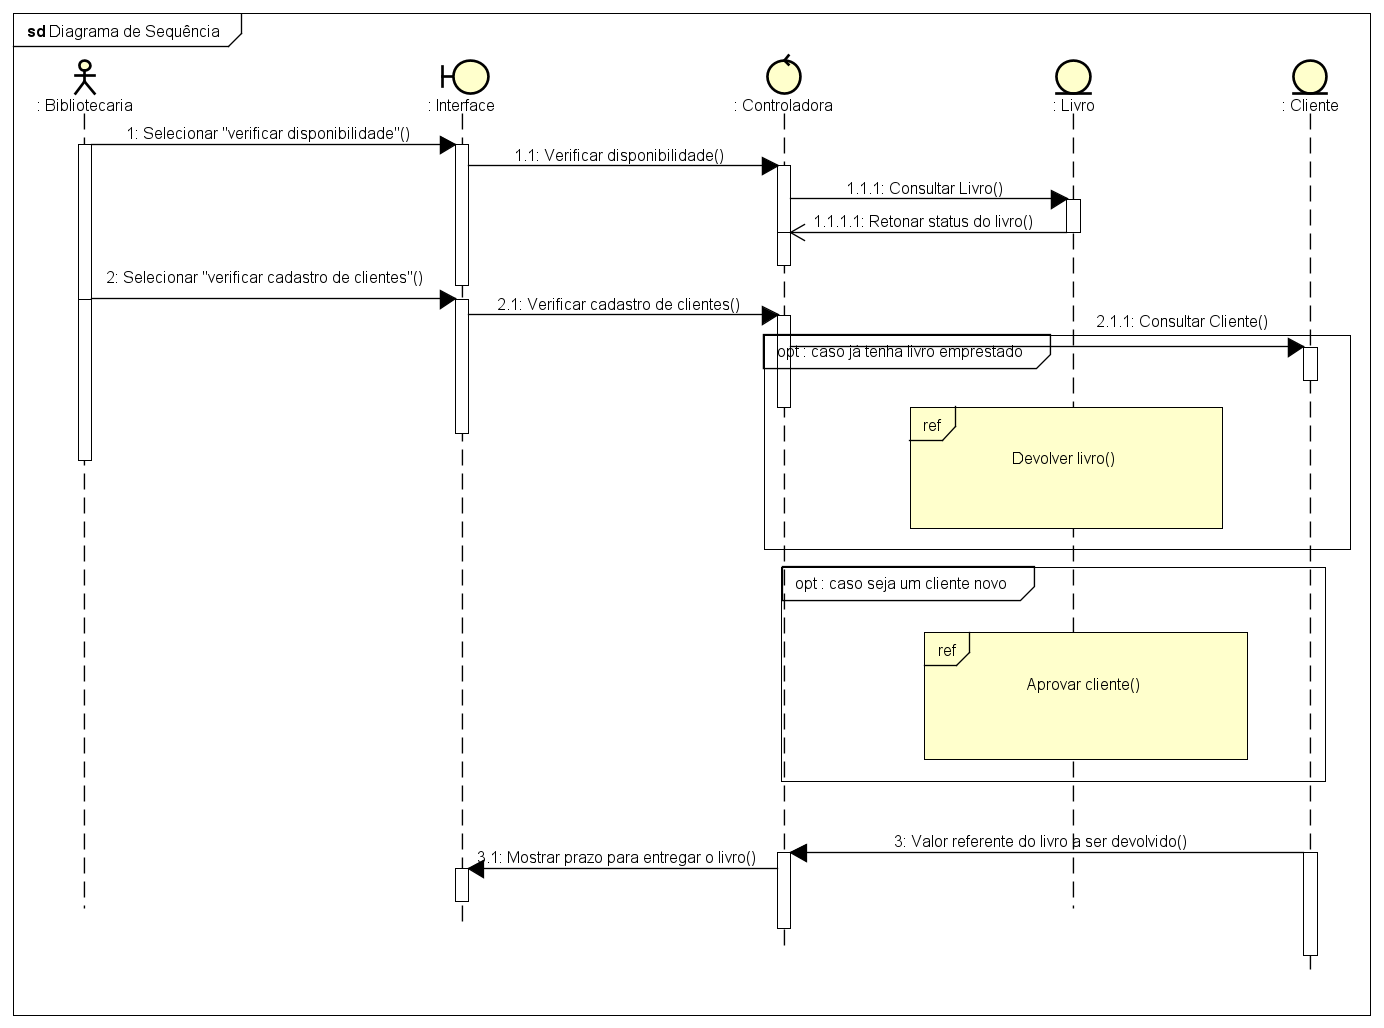 sd Diagrama de Sequência
: Bibliotecaria
: Interface
: Controladora
: Livro
: Cliente
1: Selecionar "verificar disponibilidade"()
1.1: Verificar disponibilidade()
1.1.1: Consultar Livro()
1.1.1.1: Retonar status do livro()
2: Selecionar "verificar cadastro de clientes"()
2.1: Verificar cadastro de clientes()
2.1.1: Consultar Cliente()
opt : caso já tenha livro emprestado
ref
Devolver livro()
opt : caso seja um cliente novo
ref
Aprovar cliente()
3: Valor referente do livro a ser devolvido()
3.1: Mostrar prazo para entregar o livro()